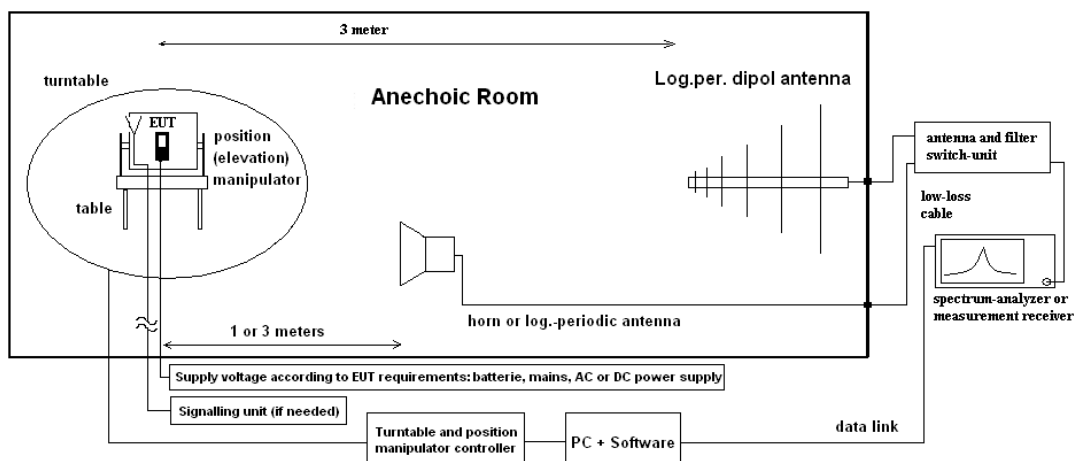 3 meter
turntable
Log.per. dipol antenna
Anechoic Room
EUT
position
(elevation)
manipulator
antenna and filter
switch-unit
table
low-loss
cable
spectrum-analyzer or
measurement receiver
horn or log.-periodic antenna
1 or 3 meters
Supply voltage according to EUT requirements: batterie, mains, AC or DC power supply
Signalling unit (if needed)
Turntable and position
manipulator controller
PC + Software
data link